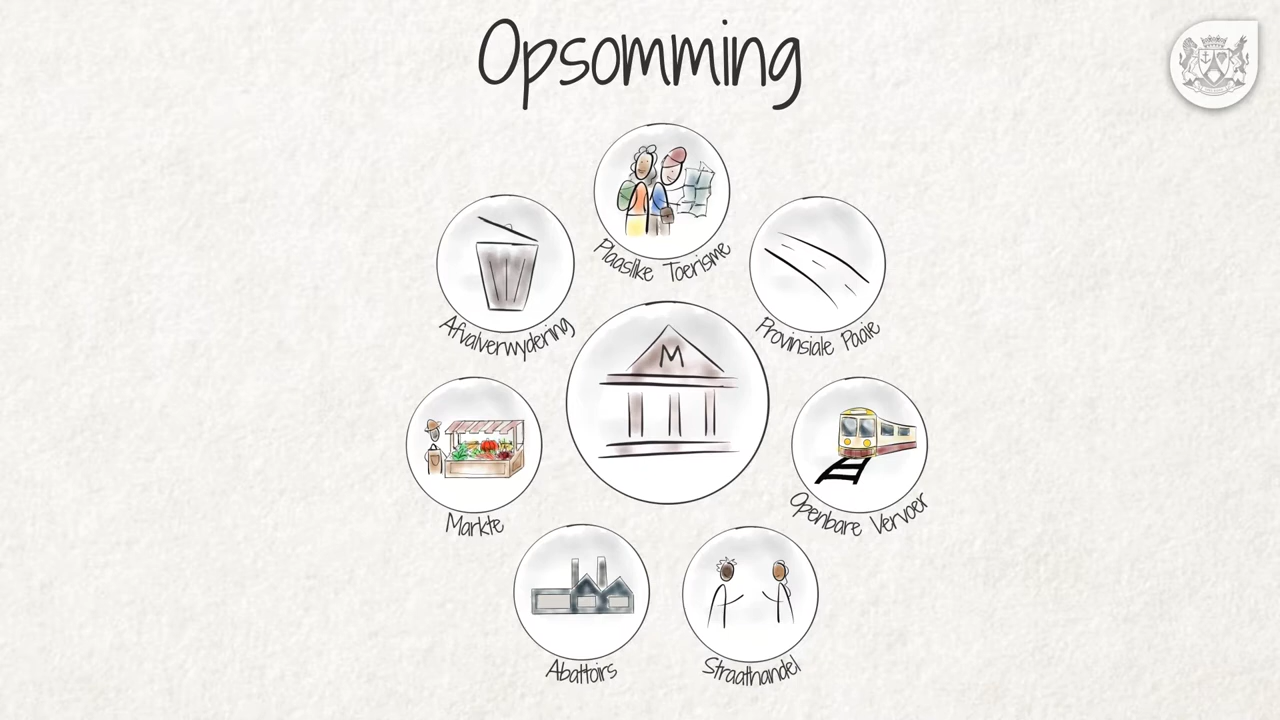 Opsomming
Plaaslike Toerisme
Afvalverwydering
Provinsiale Paaie
M
Markte
Openbare Vervoer
Abattoirs
Straathandel